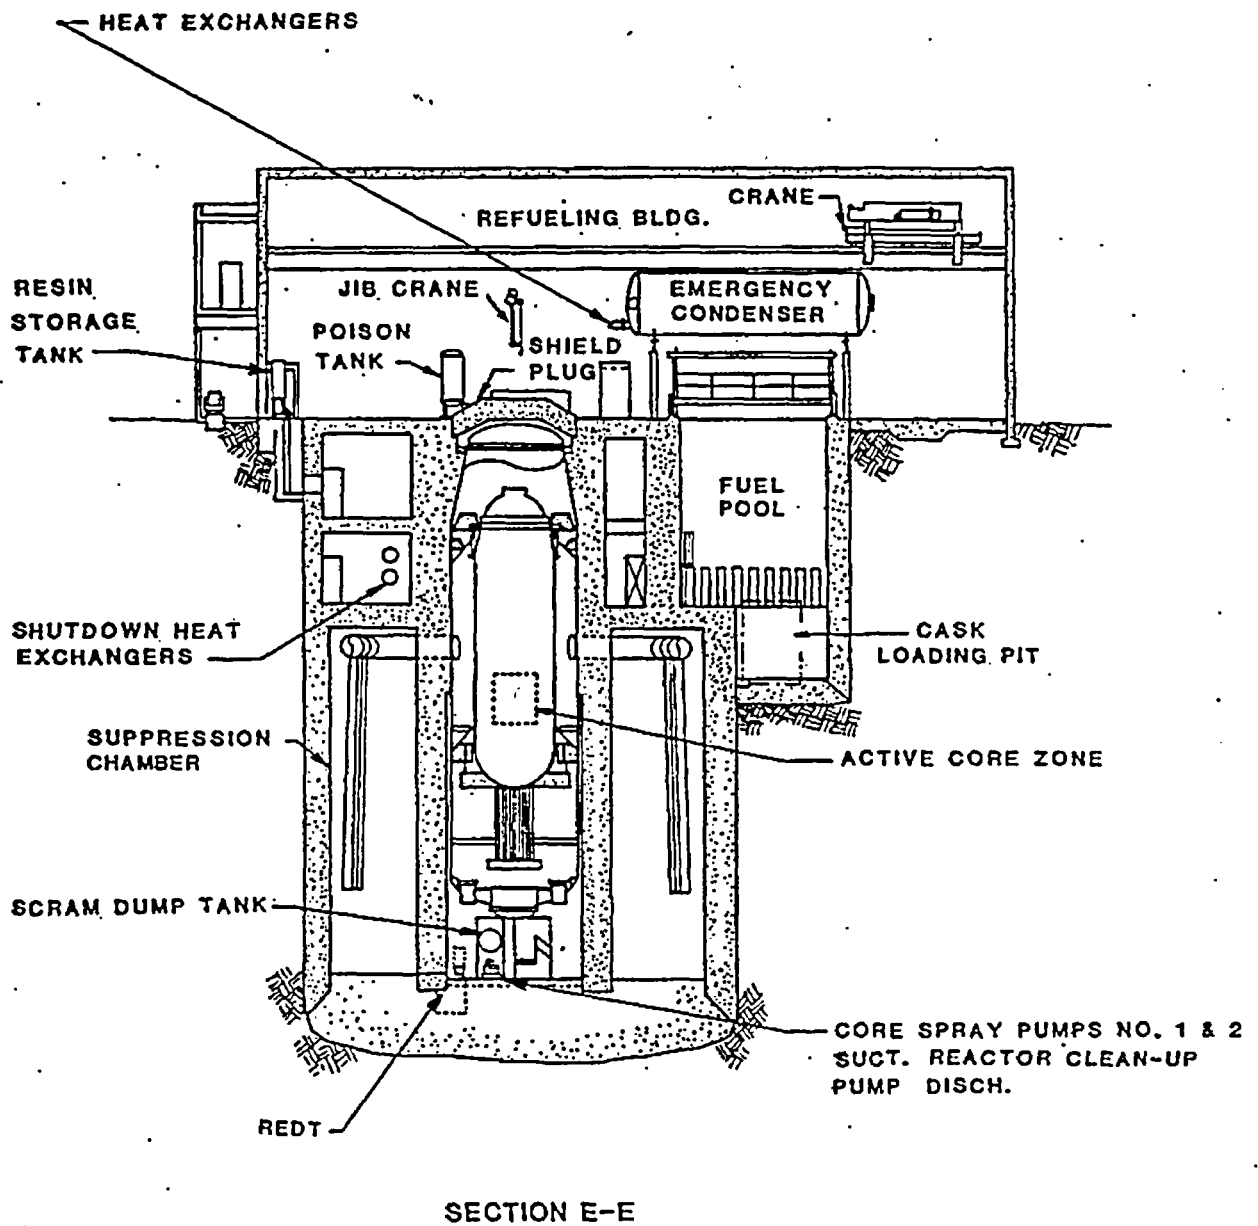 HEAT EXCHANGERS
CRANE
REFUELING BLDG.
RESIN
STORAGE
TANK
JIB CRANE
POISON
TANK
EMERGENCY
CONDENSER
SHIELD
PLUG
FUEL
POOL
SHUTDOWN HEAT
EXCHANGERS
CASK
LOADING PIT
SUPPRESSION
CHAMBER
ACTIVE CORE ZONE
SCRAM DUMP TANK
CORE SPRAY PUMPS NO. 1 & 2
SUCT. REACTOR CLEAN-UP
PUMP DISCH.
REDT
SECTION E-E